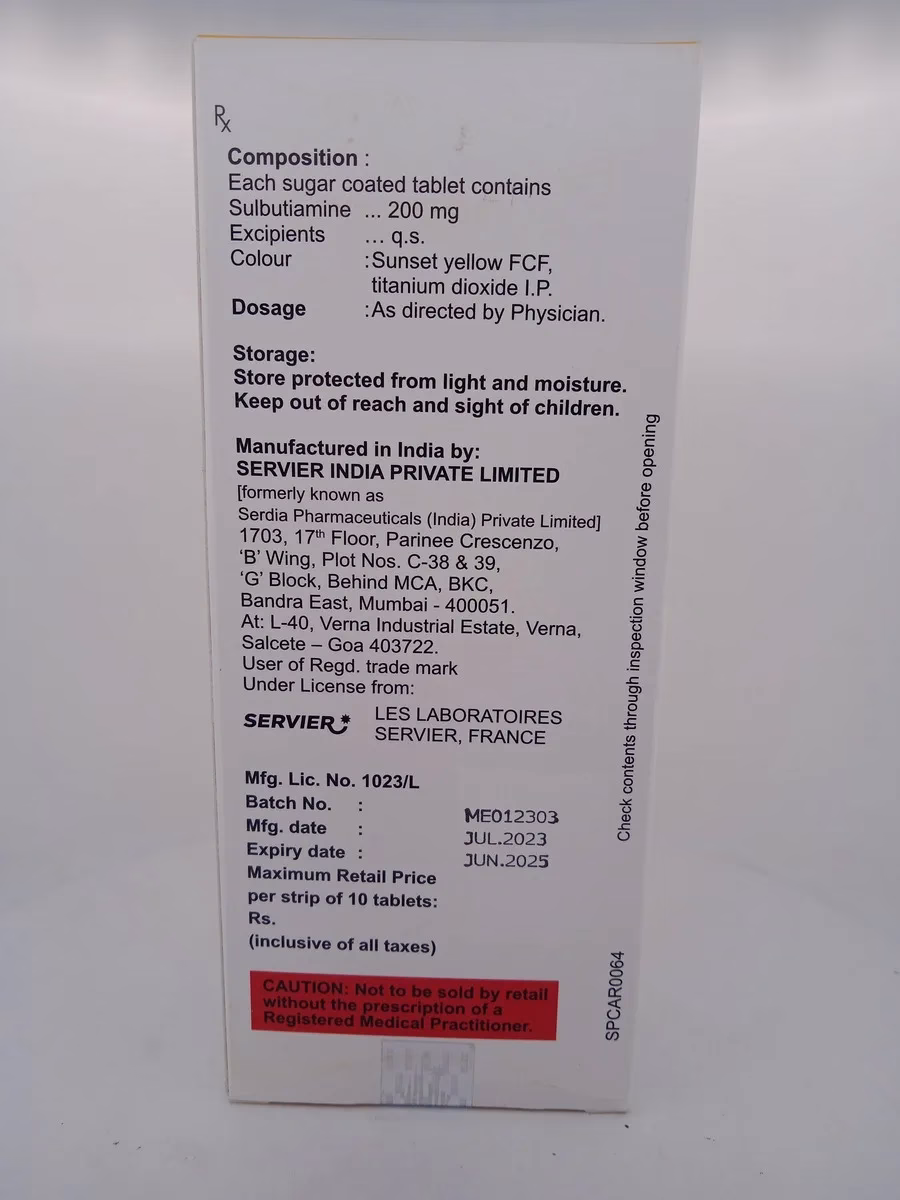 Rx
Composition :
Each sugar coated tablet contains
Sulbutiamine ... 200 mg
Excipients ... q.s.
Colour :Sunset yellow FCF,
titanium dioxide I.P.
Dosage :As directed by Physician.
Storage:
Store protected from light and moisture.
Keep out of reach and sight of children.
Manufactured in India by:
SERVIER INDIA PRIVATE LIMITED
[formerly known as
Serdia Pharmaceuticals (India) Private Limited]
1703, 17th Floor, Parinee Crescenzo,
‘B’ Wing, Plot Nos. C-38 & 39,
‘G’ Block, Behind MCA, BKC,
Bandra East, Mumbai - 400051.
At: L-40, Verna Industrial Estate, Verna,
Salcete – Goa 403722.
User of Regd. trade mark
Under License from:
SERVIER LES LABORATOIRES
SERVIER, FRANCE
Mfg. Lic. No. 1023/L
Batch No. : ME012303
Mfg. date : JUL.2023
Expiry date : JUN.2025
Maximum Retail Price
per strip of 10 tablets:
Rs.
(inclusive of all taxes)
CAUTION: Not to be sold by retail
without the prescription of a
Registered Medical Practitioner.
Check contents through inspection window before opening
SPCAR0064